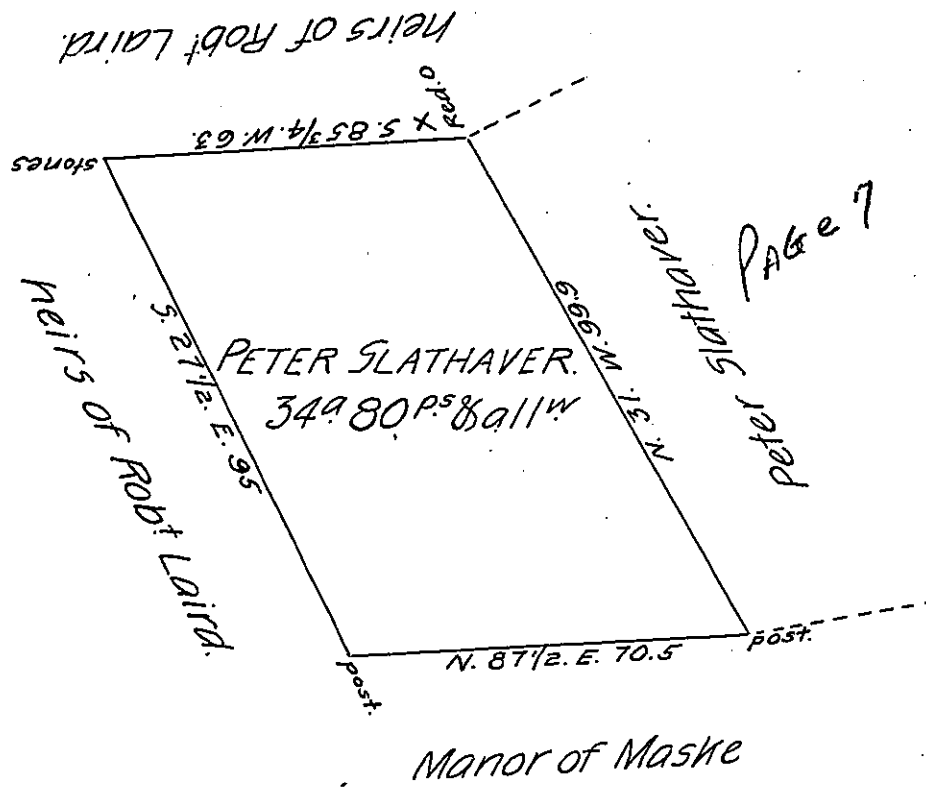 heirs of Robt Laird.
Red.o
X S. 85 3/4. W. 63.
stones
heirs of Robt Laird.
S. 27 1/2. E. 95
PETER SLATHAVER.
34a 80 p.s & allw
N. 31. W. 99.9
Peter Slathaver.
PAGe 7
post.
N. 87 1/2. E. 70.5
post.
Manor of Maske